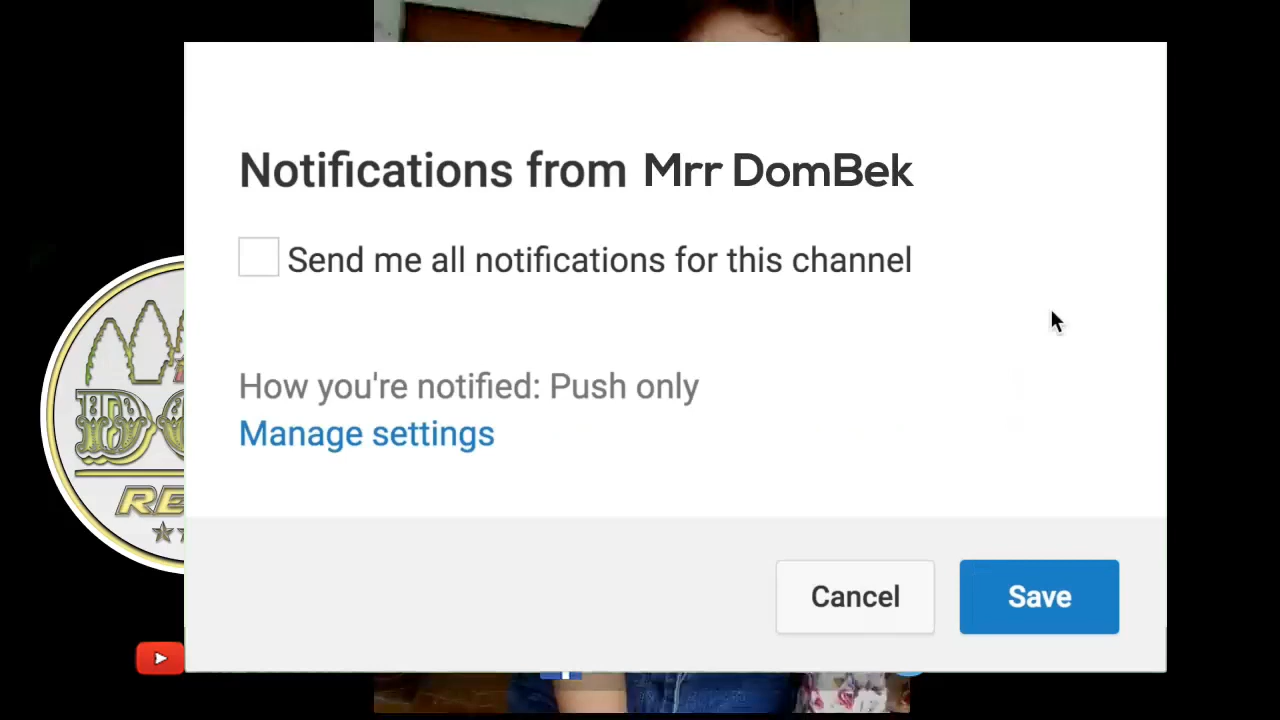 Notifications from Mrr DomBek
Send me all notifications for this channel
How you're notified: Push only
Manage settings
Cancel
Save